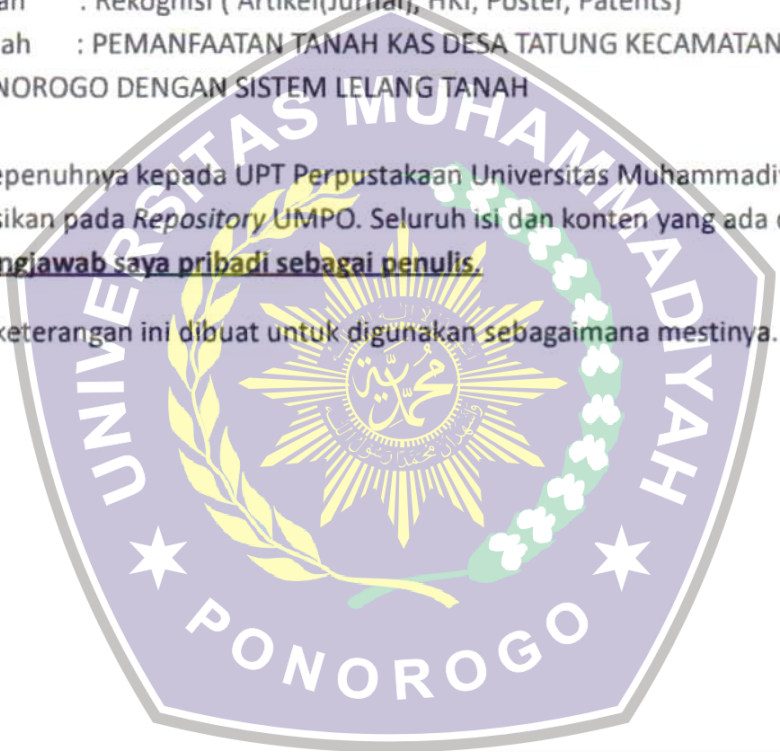 : Rekognisi ( Artikel(Jurnal), HKI, Poster, Patents)
ah : PEMANFAATAN TANAH KAS DESA TATUNG KECAMATAN
NOROGO DENGAN SISTEM LELANG TANAH
epenuhnya kepada UPT Perpustakaan Universitas Muhammadiy
sikan pada Repository UMPO. Seluruh isi dan konten yang ada
ngjawab saya pribadi sebagai penulis.
keterangan ini dibuat untuk digunakan sebagaimana mestinya.
UNIVERSITAS MUHAMMADIYAH
PONOROGO
محمدية